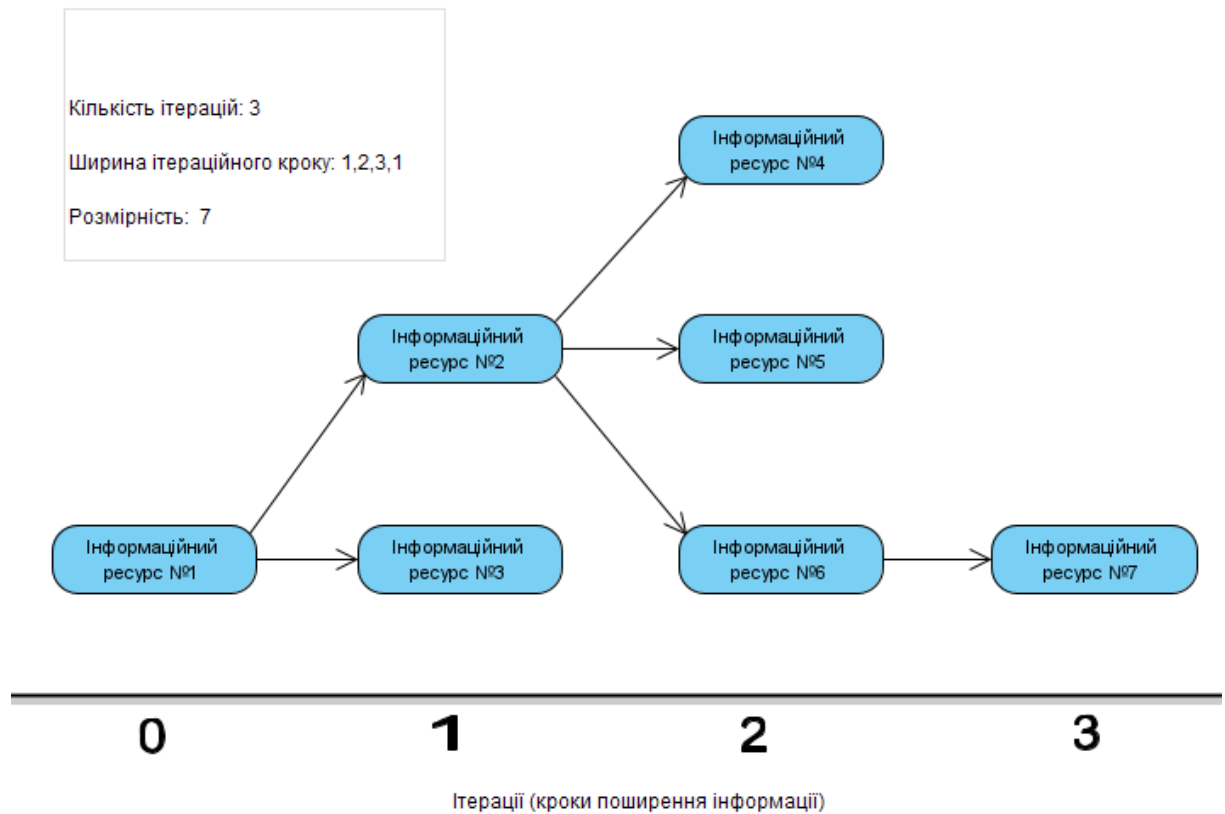 Кількість ітерацій: 3
Ширина ітераційного кроку: 1,2,3,1
Розмірність: 7
Інформаційний
ресурс №4
Інформаційний
ресурс №2
Інформаційний
ресурс №5
Інформаційний
ресурс №1
Інформаційний
ресурс №3
Інформаційний
ресурс №6
Інформаційний
ресурс №7
0
1
2
3
Ітерації (кроки поширення інформації)